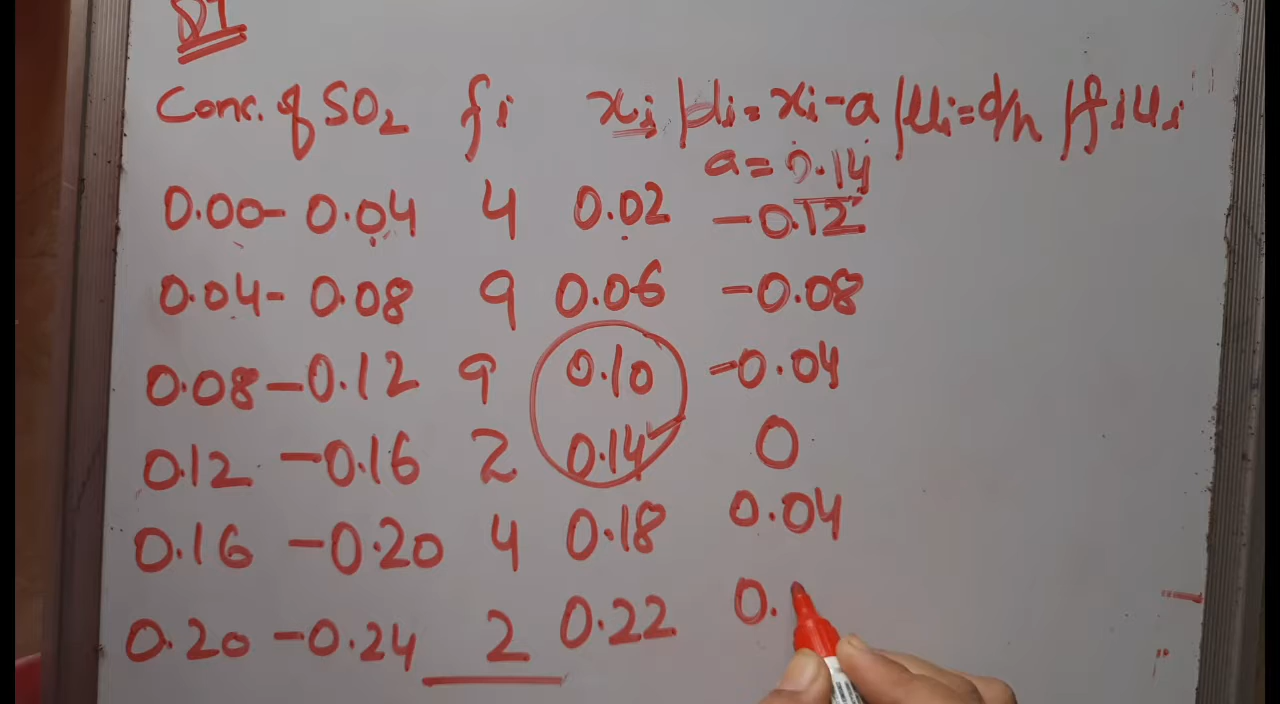 Q7
Conc. of SO2 fi xi | di = xi - a | ui = d/h | fiui
a = 0.14
0.00 - 0.04 4 0.02 -0.12
0.04 - 0.08 9 0.06 -0.08
0.08 - 0.12 9 0.10 -0.04
0.12 - 0.16 2 0.14 0
0.16 - 0.20 4 0.18 0.04
0.20 - 0.24 2 0.22 0.